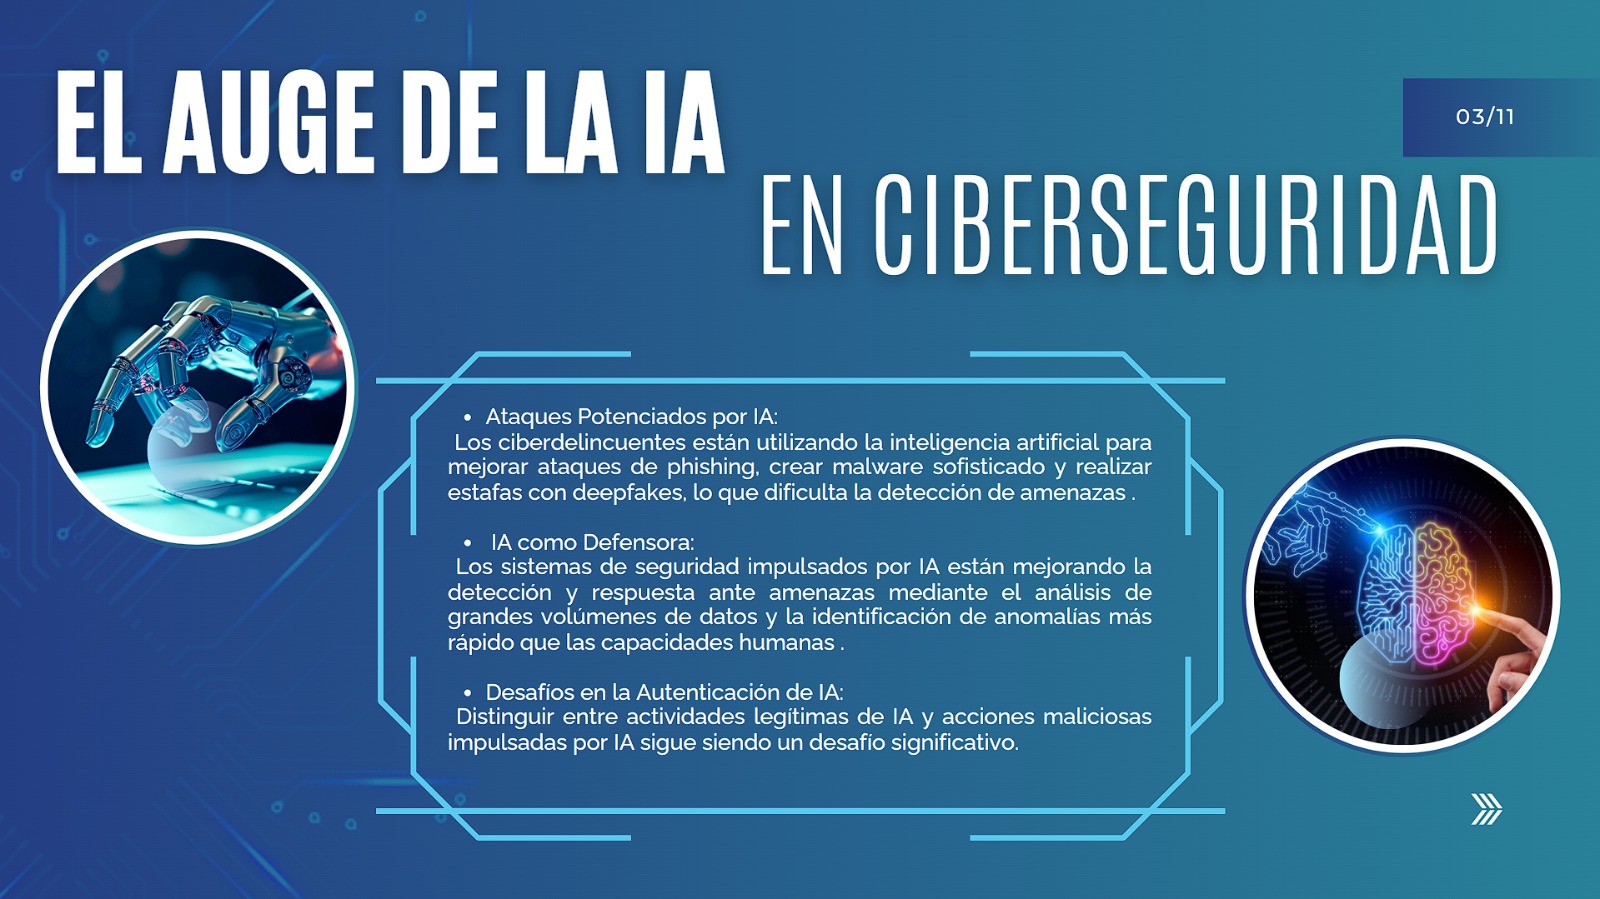 EL AUGE DE LA IA
03/11
EN CIBERSEGURIDAD
• Ataques Potenciados por IA:
Los ciberdelincuentes están utilizando la inteligencia artificial para
mejorar ataques de phishing, crear malware sofisticado y realizar
estafas con deepfakes, lo que dificulta la detección de amenazas .
• IA como Defensora:
Los sistemas de seguridad impulsados por IA están mejorando la
detección y respuesta ante amenazas mediante el análisis de
grandes volúmenes de datos y la identificación de anomalías más
rápido que las capacidades humanas .
• Desafíos en la Autenticación de IA:
Distinguir entre actividades legítimas de IA y acciones maliciosas
impulsadas por IA sigue siendo un desafío significativo.